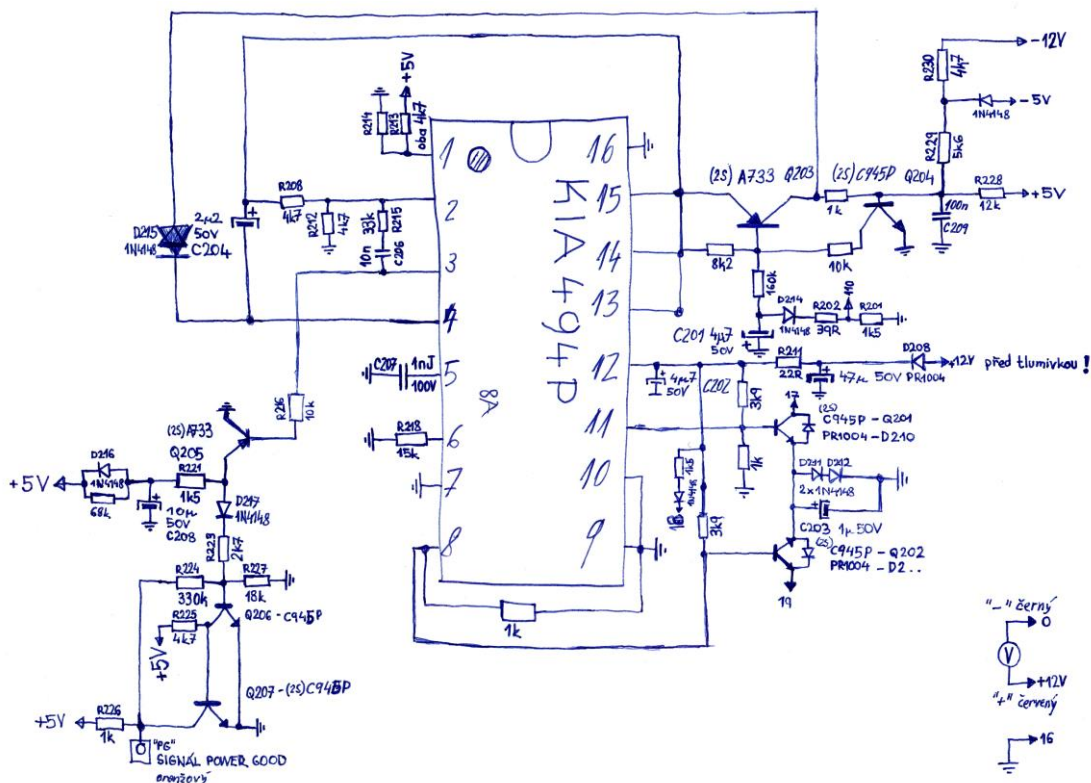 -12V
R230
4k7
-5V
1N4148
R229
5k6
+5V
R214
R213
oba 4k7
1
16
(2S) A733 Q203
(2S) C945P Q204
R228
12k
+5V
100n
C209
1k
15
2
R208
4k7
R212
4k7
33k
R215
10n
C206
2µ2
50V
C204
D215
1N4148
KIA494P
8A
3
14
8k2
10k
160k
13
4
D214
1N4148
R202
39R
110
R201
1k5
C201 4µ7
50V
12
C207
1nJ
100V
5
4µ7
50V
C202
R211
22R
47µ 50V
D208
PR1004
+12V před tlumivkou!
3k9
17
(2S)
C945P - Q201
PR1004 - D210
11
10k
(2S) A733
Q205
R218
15k
6
1k
D211 D212
2x1N4148
10
7
1k5
1N4148
18
3k9
C203 1µ 50V
(2S)
C945P - Q202
PR1004 - D2..
19
9
8
1k
+5V
D216
1N4148
68k
R221
1k5
10µ
50V
C208
D217
1N4148
R223
2k7
R224
330k
R227
18k
Q206 - C945P
R225
4k7
+5V
Q207 - (2S)C945P
+5V
R226
1k
"PG"
SIGNÁL POWER GOOD
oranžový
"-" černý
0
V
+12V
"+" červený
16